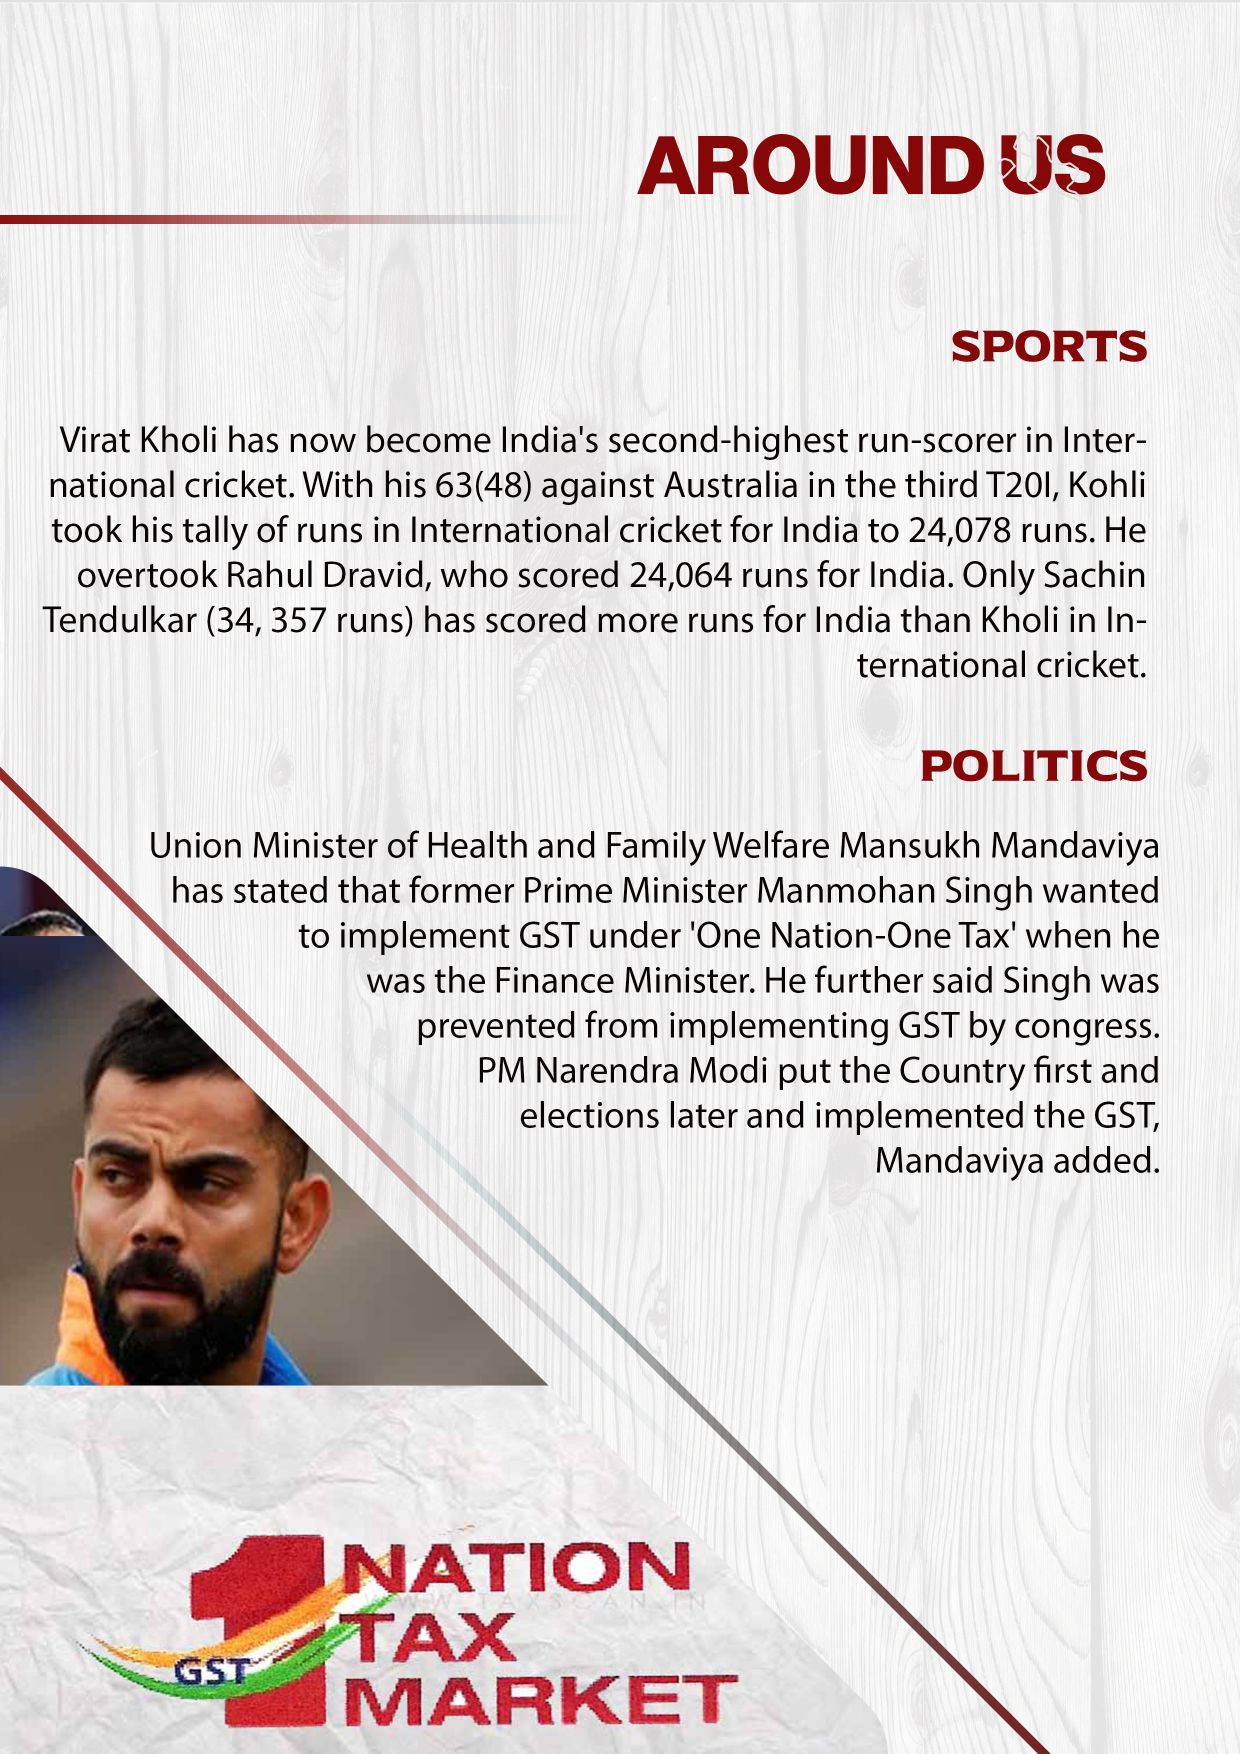 AROUND US
SPORTS
Virat Kholi has now become India's second-highest run-scorer in Inter-
national cricket. With his 63(48) against Australia in the third T20I, Kohli
took his tally of runs in International cricket for India to 24,078 runs. He
overtook Rahul Dravid, who scored 24,064 runs for India. Only Sachin
Tendulkar (34, 357 runs) has scored more runs for India than Kholi in In-
ternational cricket.
POLITICS
Union Minister of Health and Family Welfare Mansukh Mandaviya
has stated that former Prime Minister Manmohan Singh wanted
to implement GST under 'One Nation-One Tax' when he
was the Finance Minister. He further said Singh was
prevented from implementing GST by congress.
PM Narendra Modi put the Country first and
elections later and implemented the GST,
Mandaviya added.
1 NATION
WWW.TAXSCAN.IN
TAX
MARKET
GST